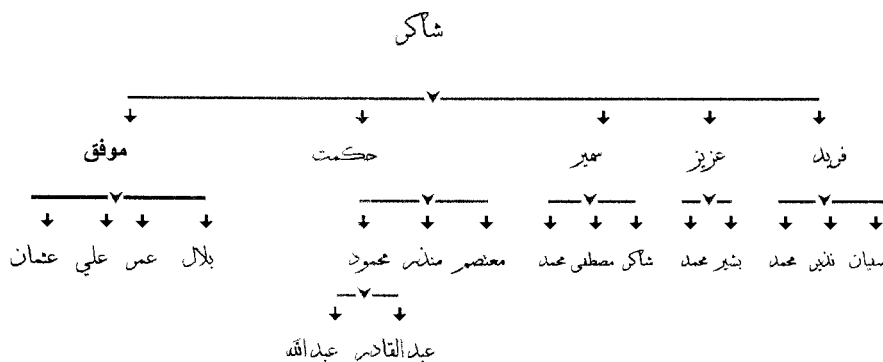 شاكر
فريد عزيز سمير حكمت موفق
سفيان نذير محمد بشير محمد شاكر مصطفى محمد معتصم منذر محمود بلال عمر علي عثمان
عبدالقادر عبدالله